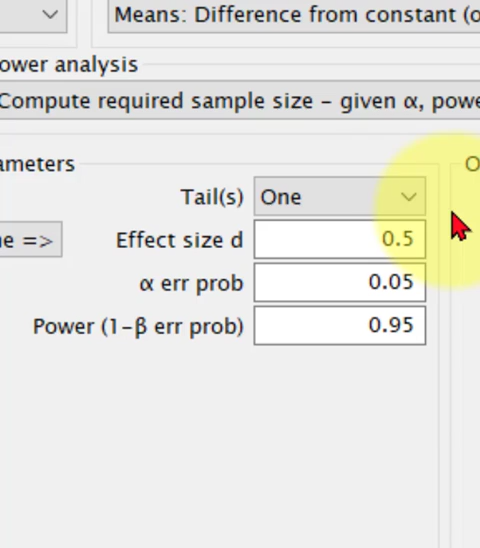 Means: Difference from constant (o
ower analysis
Compute required sample size – given α, powe
ameters
O
Tail(s) One
e => Effect size d 0.5
α err prob 0.05
Power (1–β err prob) 0.95